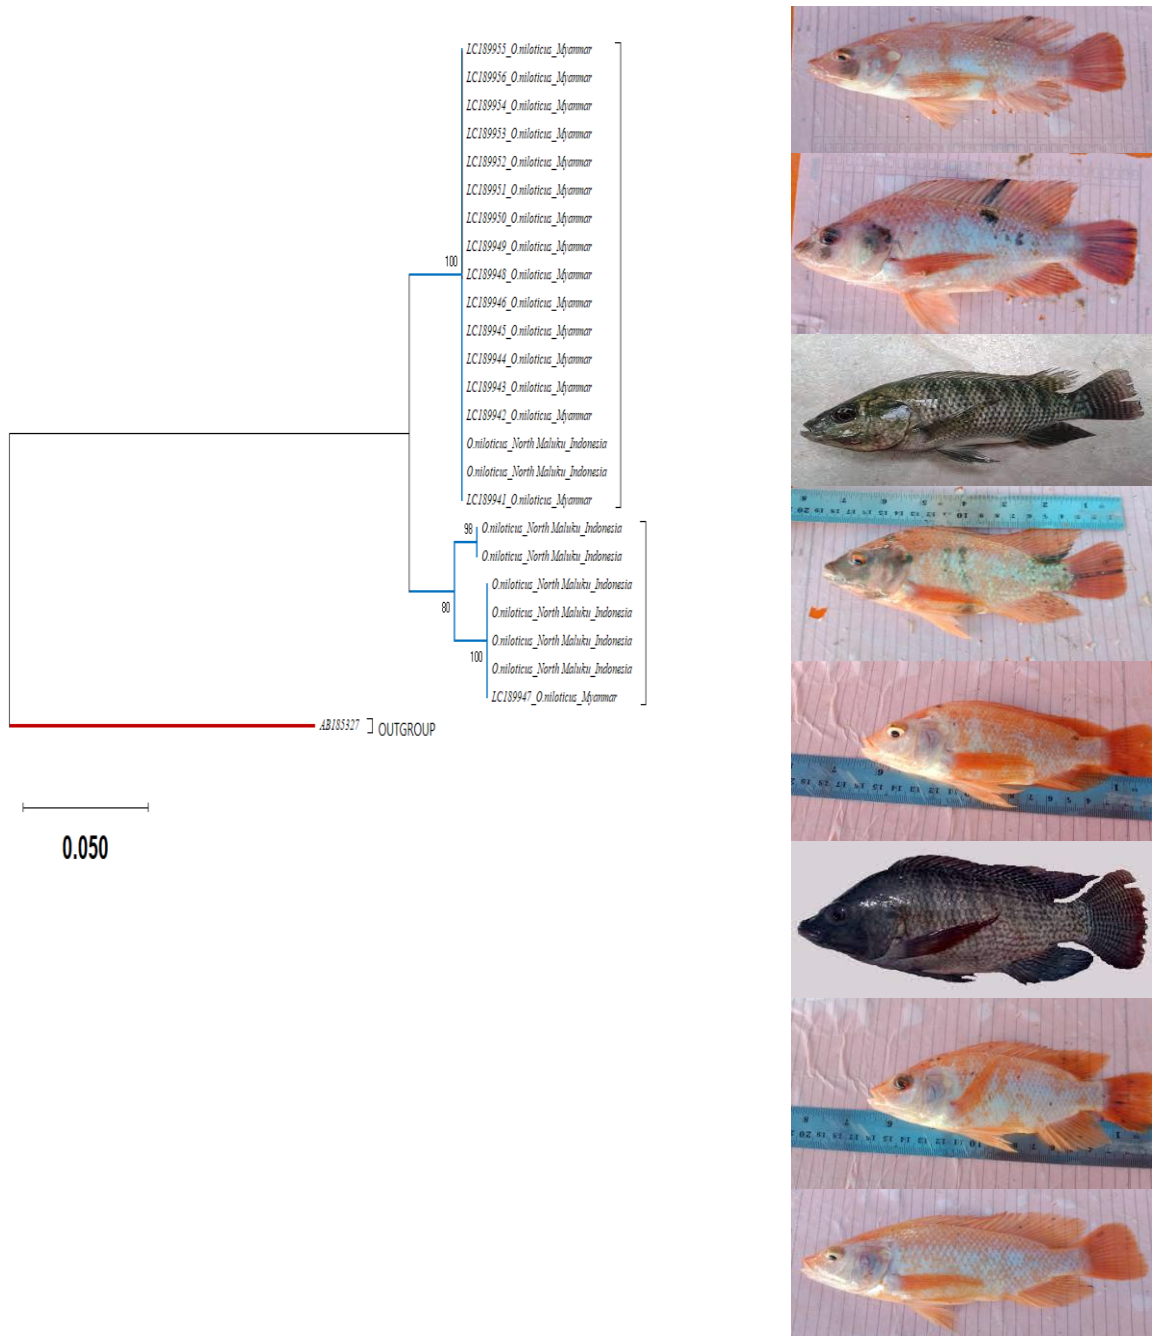 LC189955_O.niloticus_Myanmar
LC189956_O.niloticus_Myanmar
LC189954_O.niloticus_Myanmar
LC189953_O.niloticus_Myanmar
LC189952_O.niloticus_Myanmar
LC189951_O.niloticus_Myanmar
LC189950_O.niloticus_Myanmar
LC189949_O.niloticus_Myanmar
100
LC189948_O.niloticus_Myanmar
LC189946_O.niloticus_Myanmar
LC189945_O.niloticus_Myanmar
LC189944_O.niloticus_Myanmar
LC189943_O.niloticus_Myanmar
LC189942_O.niloticus_Myanmar
O.niloticus_North Maluku_Indonesia
O.niloticus_North Maluku_Indonesia
LC189941_O.niloticus_Myanmar
98
O.niloticus_North Maluku_Indonesia
O.niloticus_North Maluku_Indonesia
O.niloticus_North Maluku_Indonesia
80
O.niloticus_North Maluku_Indonesia
O.niloticus_North Maluku_Indonesia
100
O.niloticus_North Maluku_Indonesia
LC189947_O.niloticus_Myanmar
AB185327 OUTGROUP
0.050